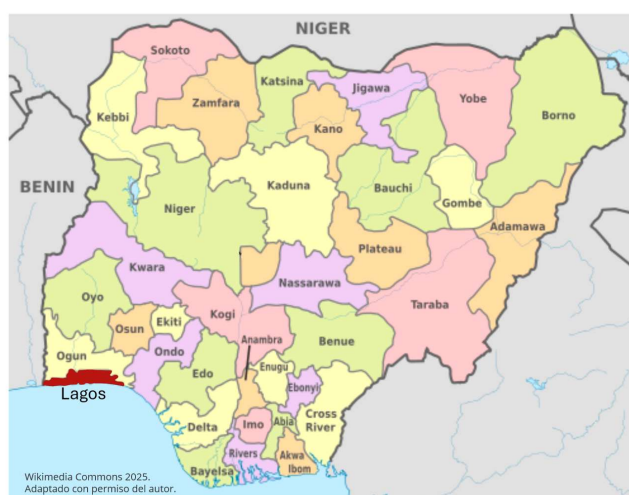 NIGER
Sokoto
Katsina
Jigawa
Yobe
Zamfara
Kano
Borno
Kebbi
BENIN
Kaduna
Bauchi
Gombe
Niger
Adamawa
Plateau
Kwara
Nassarawa
Oyo
Taraba
Kogi
Osun
Ekiti
Anambra
Benue
Ogun
Ondo
Enugu
Edo
Ebonyi
Lagos
Cross
River
Delta
Imo
Abia
Rivers
Akwa
Ibom
Bayelsa
Wikimedia Commons 2025.
Adaptado con permiso del autor.